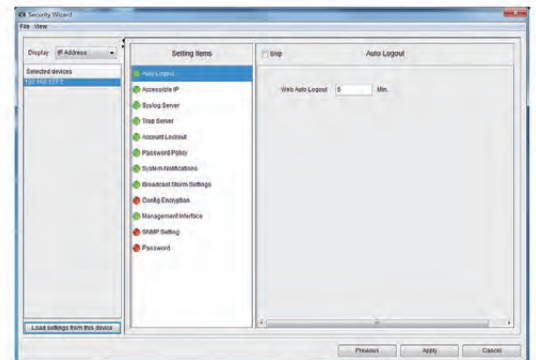 Security Wizard
File View
Display IP Address
Selected devices
Load settings from this device
Setting Items
Auto Logout
Accessible IP
Syslog Server
Trap Server
Account Lockout
Password Policy
System Notifications
Broadcast Storm Settings
Config Encryption
Management Interface
SNMP Setting
Password
Skip Auto Logout
Web Auto Logout 5 Min.
Previous Apply Cancel